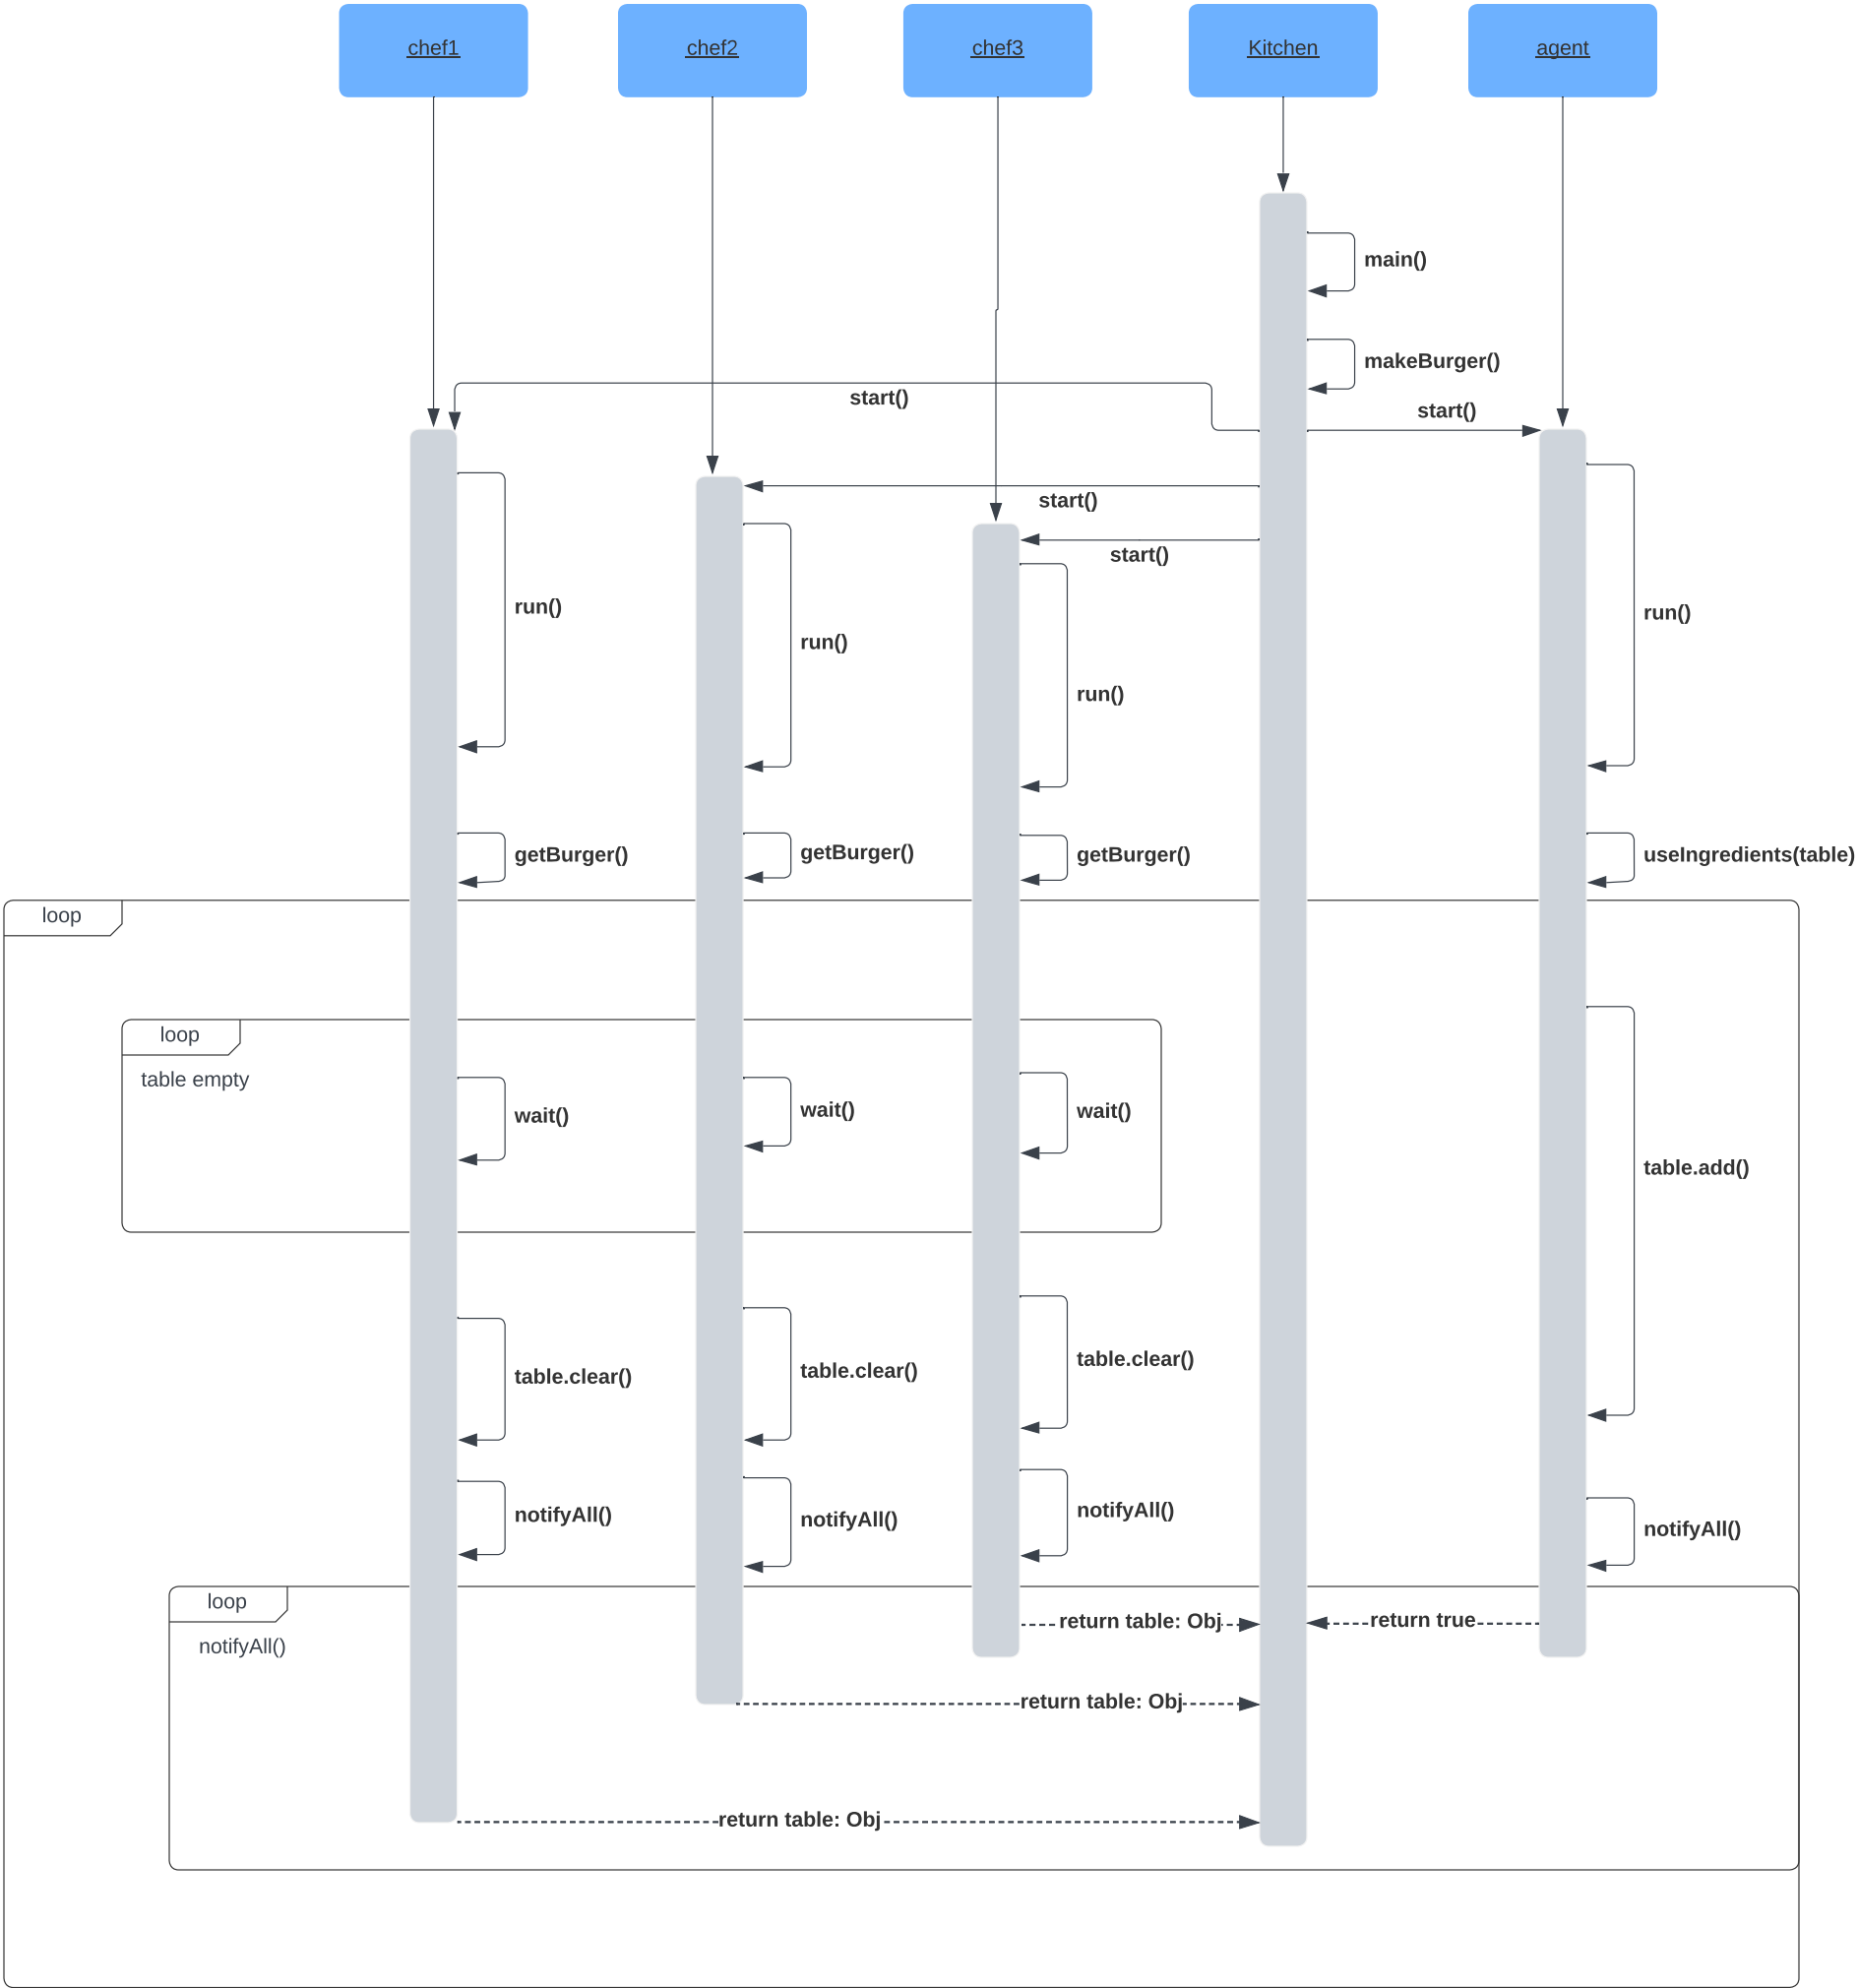 chef1
chef2
chef3
Kitchen
agent
main()
makeBurger()
start()
start()
start()
start()
run()
run()
run()
run()
getBurger()
getBurger()
getBurger()
useIngredients(table)
loop
loop
table empty
wait()
wait()
wait()
table.add()
table.clear()
table.clear()
table.clear()
notifyAll()
notifyAll()
notifyAll()
notifyAll()
loop
notifyAll()
return table: Obj
return true
return table: Obj
return table: Obj